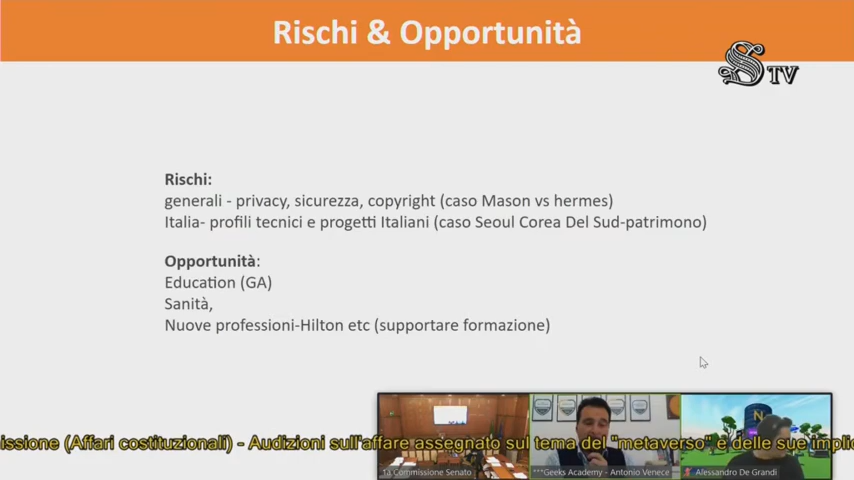 Rischi & Opportunità
S TV
Rischi:
generali - privacy, sicurezza, copyright (caso Mason vs hermes)
Italia- profili tecnici e progetti Italiani (caso Seoul Corea Del Sud-patrimono)
Opportunità:
Education (GA)
Sanità,
Nuove professioni-Hilton etc (supportare formazione)
issione (Affari costituzionali) - Audizioni sull'affare assegnato sul tema del "metaverso" e delle sue implic
1a Commissione Senato
***Geeks Academy - Antonio Venece
Alessandro De Grandi